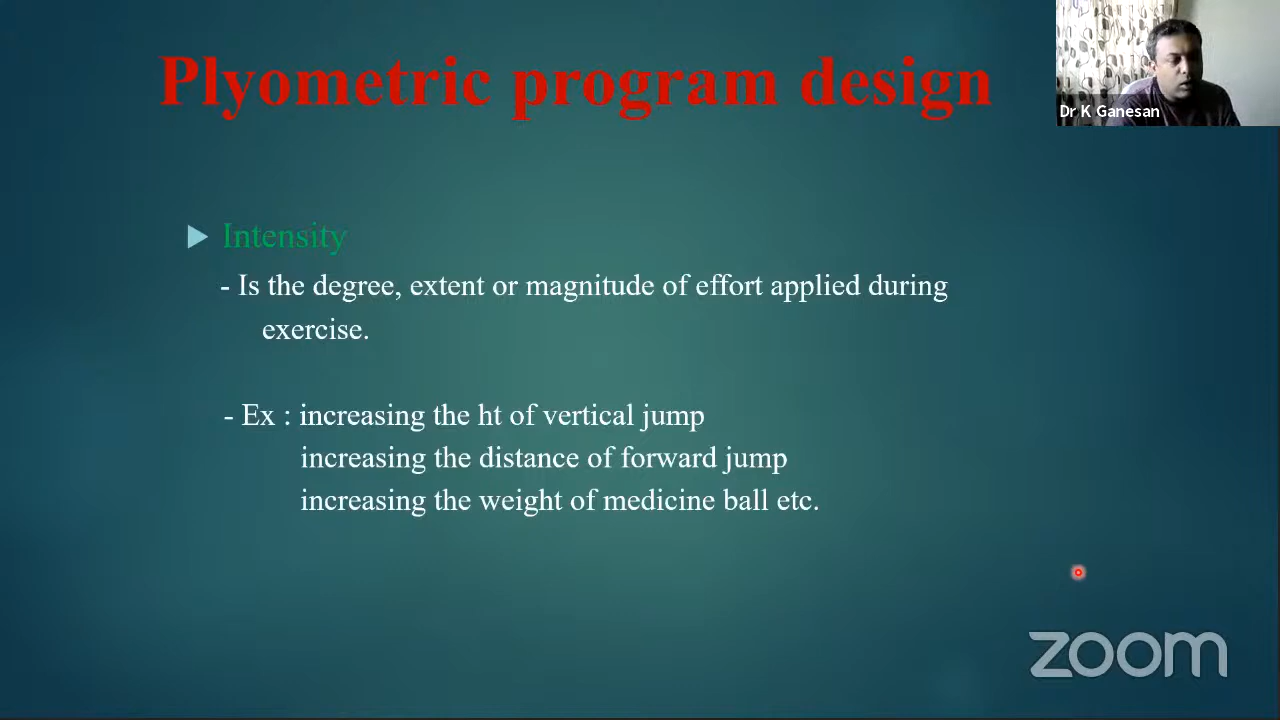 Plyometric program design
Dr K Ganesan
Intensity
- Is the degree, extent or magnitude of effort applied during
exercise.
- Ex : increasing the ht of vertical jump
increasing the distance of forward jump
increasing the weight of medicine ball etc.
zoom